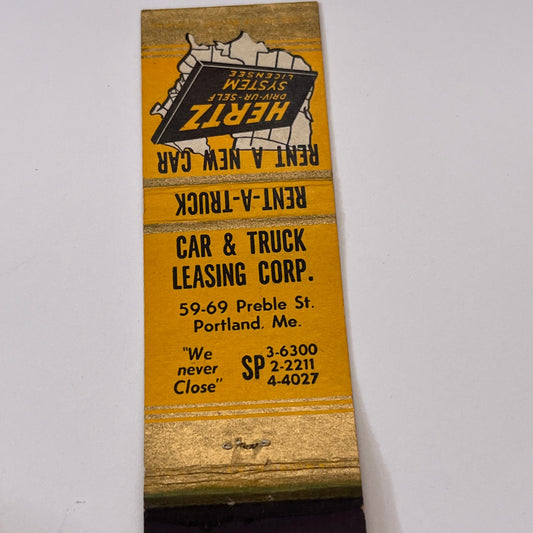 HERTZ
DRIV-UR-SELF
SYSTEM
LICENSEE
RENT A NEW CAR
RENT-A-TRUCK
CAR & TRUCK
LEASING CORP.
59-69 Preble St.
Portland, Me.
"We never Close"
SP 3-6300
2-2211
4-4027